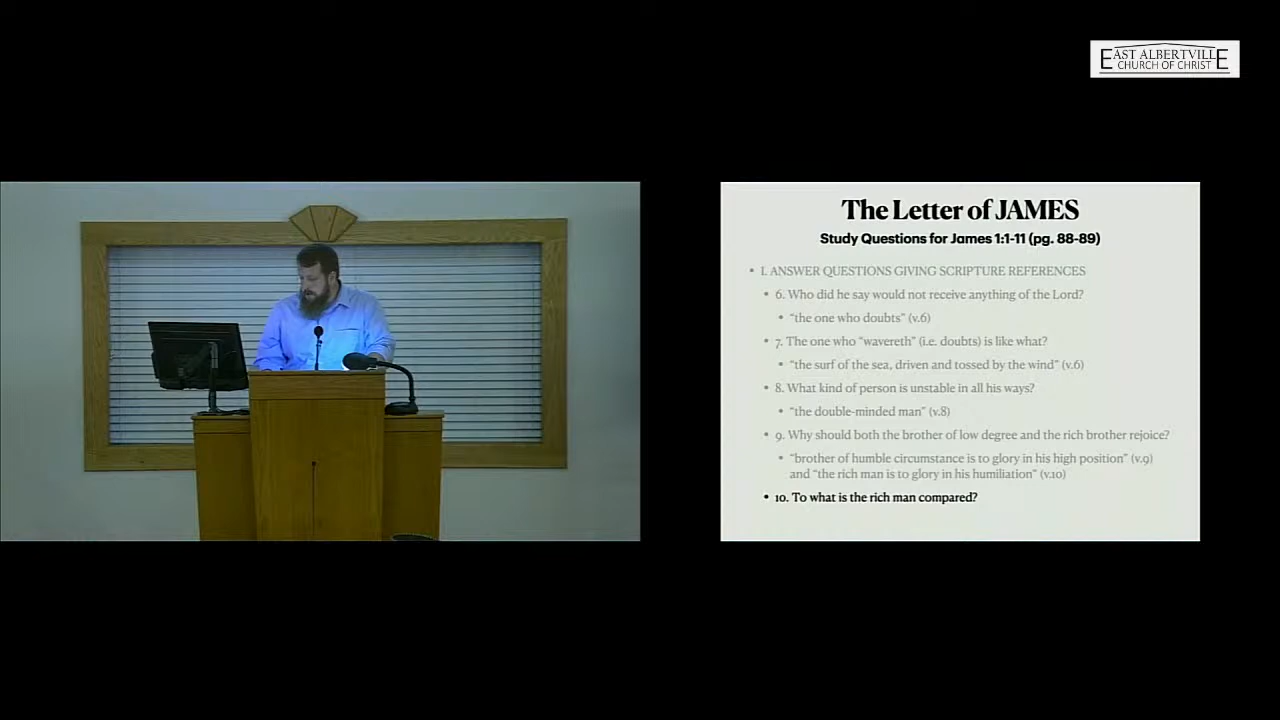 EAST ALBERTVILLE
CHURCH OF CHRIST
The Letter of JAMES
Study Questions for James 1:1-11 (pg. 88-89)
• I. ANSWER QUESTIONS GIVING SCRIPTURE REFERENCES
• 6. Who did he say would not receive anything of the Lord?
• “the one who doubts” (v.6)
• 7. The one who “wavereth” (i.e. doubts) is like what?
• “the surf of the sea, driven and tossed by the wind” (v.6)
• 8. What kind of person is unstable in all his ways?
• “the double-minded man” (v.8)
• 9. Why should both the brother of low degree and the rich brother rejoice?
• “brother of humble circumstance is to glory in his high position” (v.9)
and “the rich man is to glory in his humiliation” (v.10)
• 10. To what is the rich man compared?